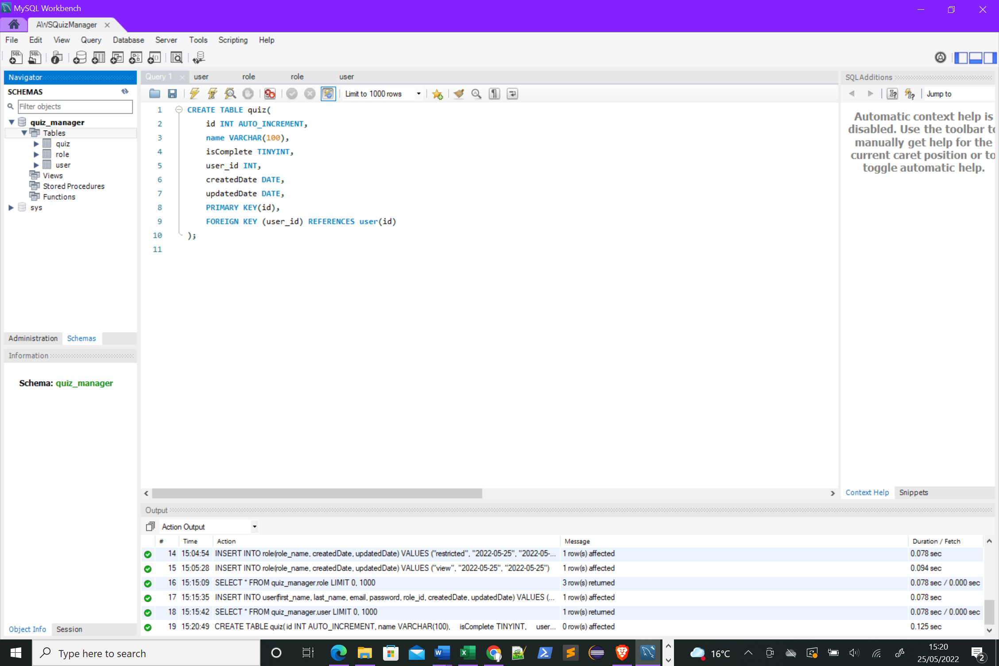 MySQL Workbench
AWSQuizManager
File Edit View Query Database Server Tools Scripting Help
Navigator
SCHEMAS
Filter objects
quiz_manager
Tables
quiz
role
user
Views
Stored Procedures
Functions
sys
Administration Schemas
Information
Schema: quiz_manager
Object Info Session
Query 1 user role role user
Limit to 1000 rows
1 CREATE TABLE quiz(
2 id INT AUTO_INCREMENT,
3 name VARCHAR(100),
4 isComplete TINYINT,
5 user_id INT,
6 createdDate DATE,
7 updatedDate DATE,
8 PRIMARY KEY(id),
9 FOREIGN KEY (user_id) REFERENCES user(id)
10 );
11
SQLAdditions
Jump to
Automatic context help is
disabled. Use the toolbar to
manually get help for the
current caret position or to
toggle automatic help.
Context Help Snippets
Output
Action Output
# Time Action Message Duration / Fetch
14 15:04:54 INSERT INTO role(role_name, createdDate, updatedDate) VALUES ("restricted", "2022-05-25", "2022-05-... 1 row(s) affected 0.078 sec
15 15:05:28 INSERT INTO role(role_name, createdDate, updatedDate) VALUES ("view", "2022-05-25", "2022-05-25") 1 row(s) affected 0.094 sec
16 15:15:09 SELECT * FROM quiz_manager.role LIMIT 0, 1000 3 row(s) returned 0.078 sec / 0.000 sec
17 15:15:35 INSERT INTO user(first_name, last_name, email, password, role_id, createdDate, updatedDate) VALUES (... 1 row(s) affected 0.078 sec
18 15:15:42 SELECT * FROM quiz_manager.user LIMIT 0, 1000 1 row(s) returned 0.078 sec / 0.000 sec
19 15:20:49 CREATE TABLE quiz( id INT AUTO_INCREMENT, name VARCHAR(100), isComplete TINYINT, user... 0 row(s) affected 0.125 sec
Type here to search
16°C
15:20
25/05/2022
2